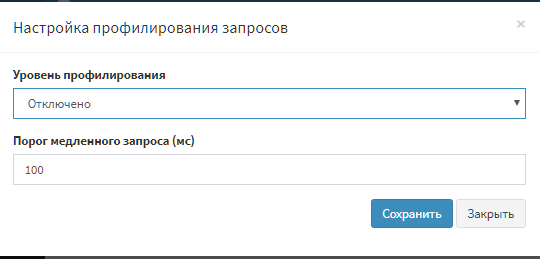 Настройка профилирования запросов
×
Уровень профилирования
Отключено
Порог медленного запроса (мс)
100
Сохранить Закрыть